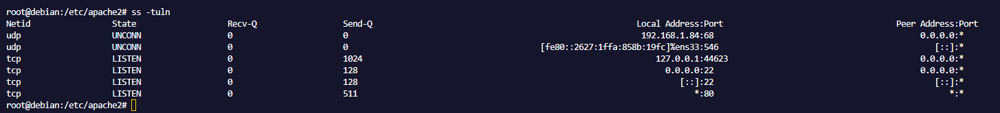 root@debian:/etc/apache2# ss -tuln
Netid State Recv-Q Send-Q Local Address:Port Peer Address:Port
udp UNCONN 0 0 192.168.1.84:68 0.0.0.0:*
udp UNCONN 0 0 [fe80::2627:1ffa:858b:19fc]%ens33:546 [::]:*
tcp LISTEN 0 1024 127.0.0.1:44623 0.0.0.0:*
tcp LISTEN 0 128 0.0.0.0:22 0.0.0.0:*
tcp LISTEN 0 128 [::]:22 [::]:*
tcp LISTEN 0 511 *:80 *:*
root@debian:/etc/apache2#